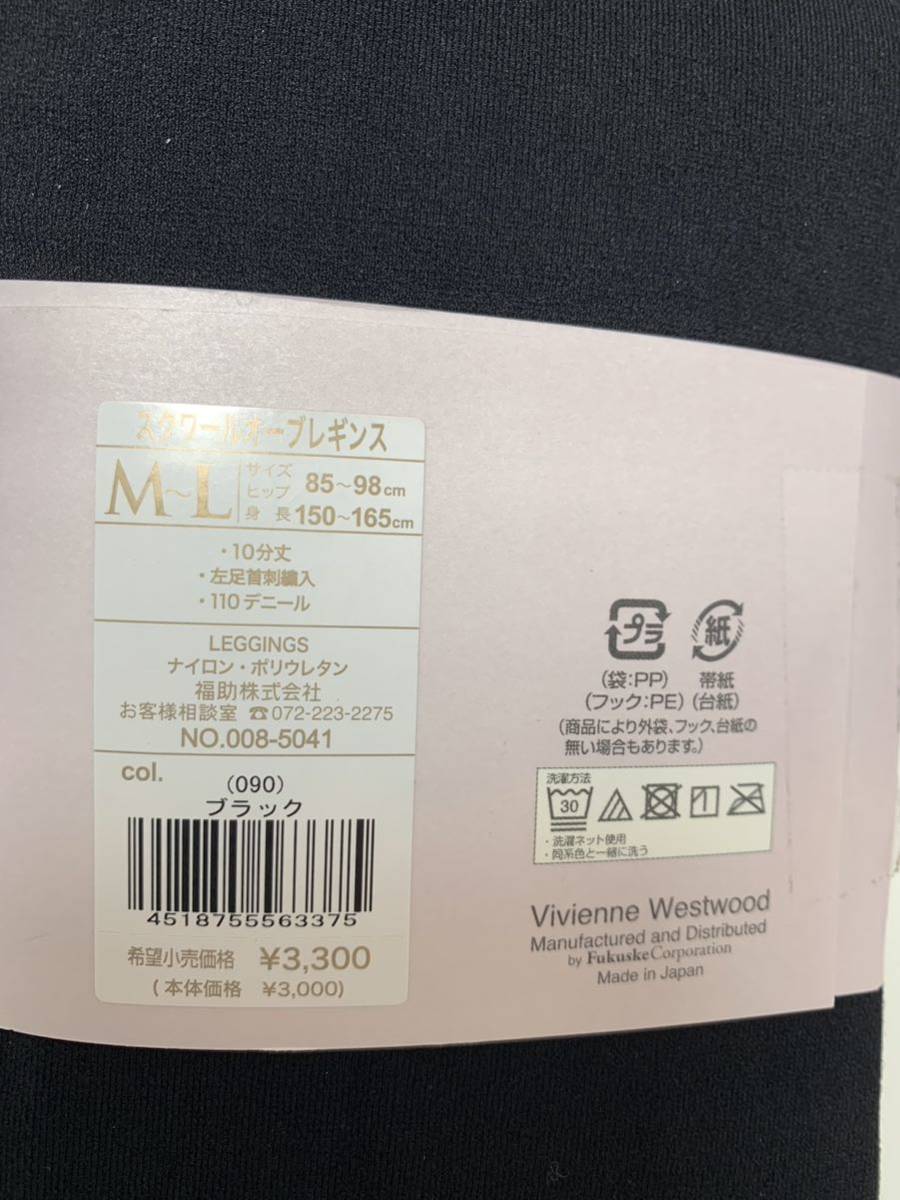 スクワールオーブレギンス
M~L
サイズ
ヒップ 85~98cm
身長 150~165cm
・10分丈
・左足首刺繍入
・110デニール
LEGGINGS
ナイロン・ポリウレタン
福助株式会社
お客様相談室 ☎072-223-2275
NO.008-5041
col.
(090)
ブラック
4518755563375
希望小売価格 ¥3,300
(本体価格 ¥3,000)
プラ 紙
(袋:PP) 帯紙
(フック:PE) (台紙)
(商品により外袋、フック、台紙の
無い場合もあります。)
洗濯方法
30
・洗濯ネット使用
・同系色と一緒に洗う
Vivienne Westwood
Manufactured and Distributed
by Fukuske Corporation
Made in Japan